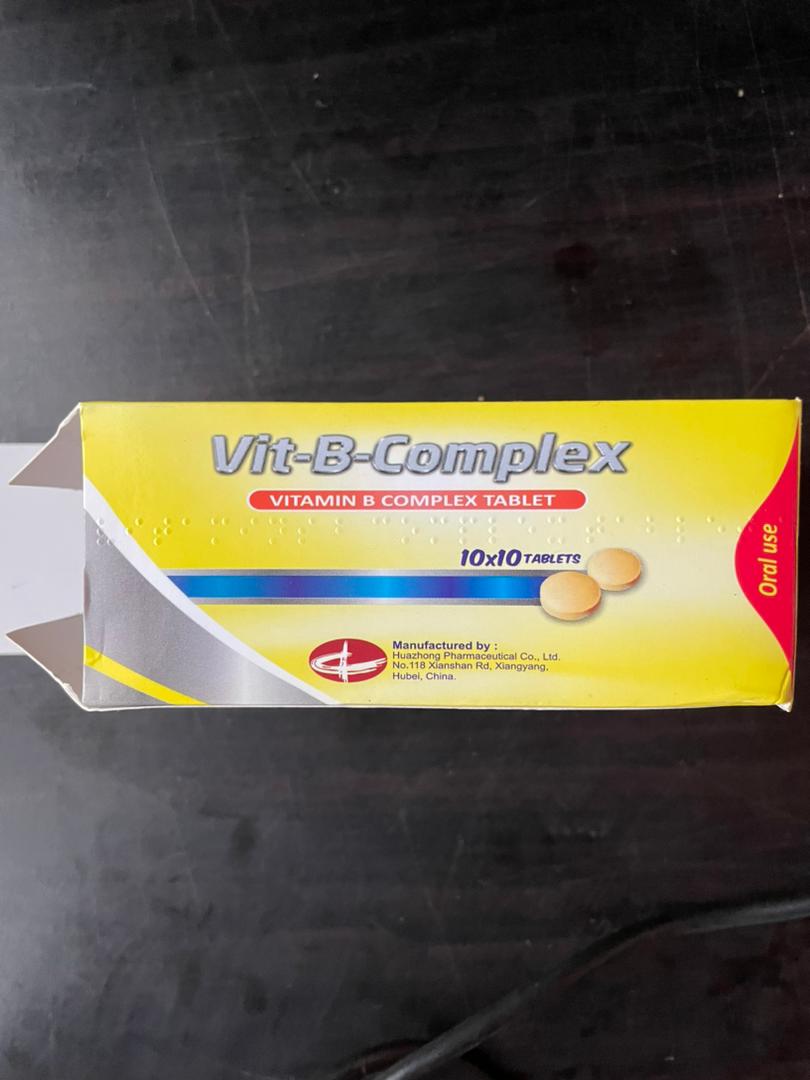 Vit-B-Complex
VITAMIN B COMPLEX TABLET
10x10 TABLETS
Oral use
Manufactured by :
Huazhong Pharmaceutical Co., Ltd.
No.118 Xianshan Rd, Xiangyang,
Hubei, China.